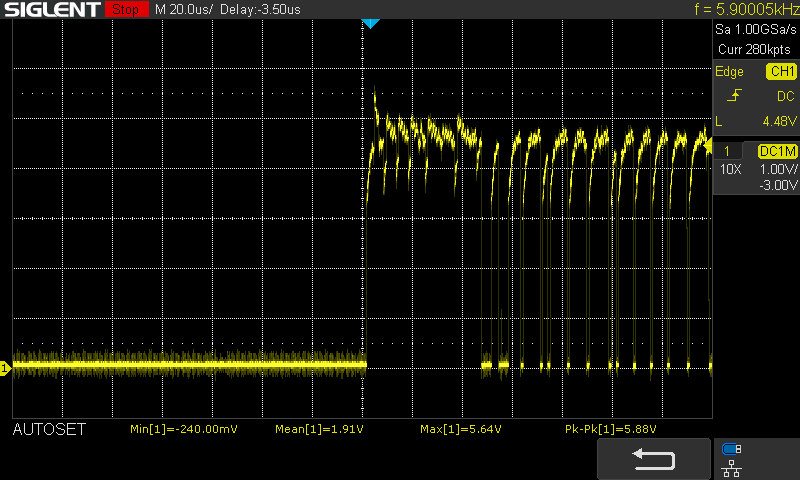 SIGLENT Stop M 20.0us/ Delay:-3.50us f = 5.90005kHz
Sa 1.00GSa/s
Curr 280kpts
Edge CH1
DC
L 4.48V
1 DC1M
10X 1.00V/
-3.00V
1
AUTOSET Min[1]=-240.00mV Mean[1]=1.91V Max[1]=5.64V Pk-Pk[1]=5.88V